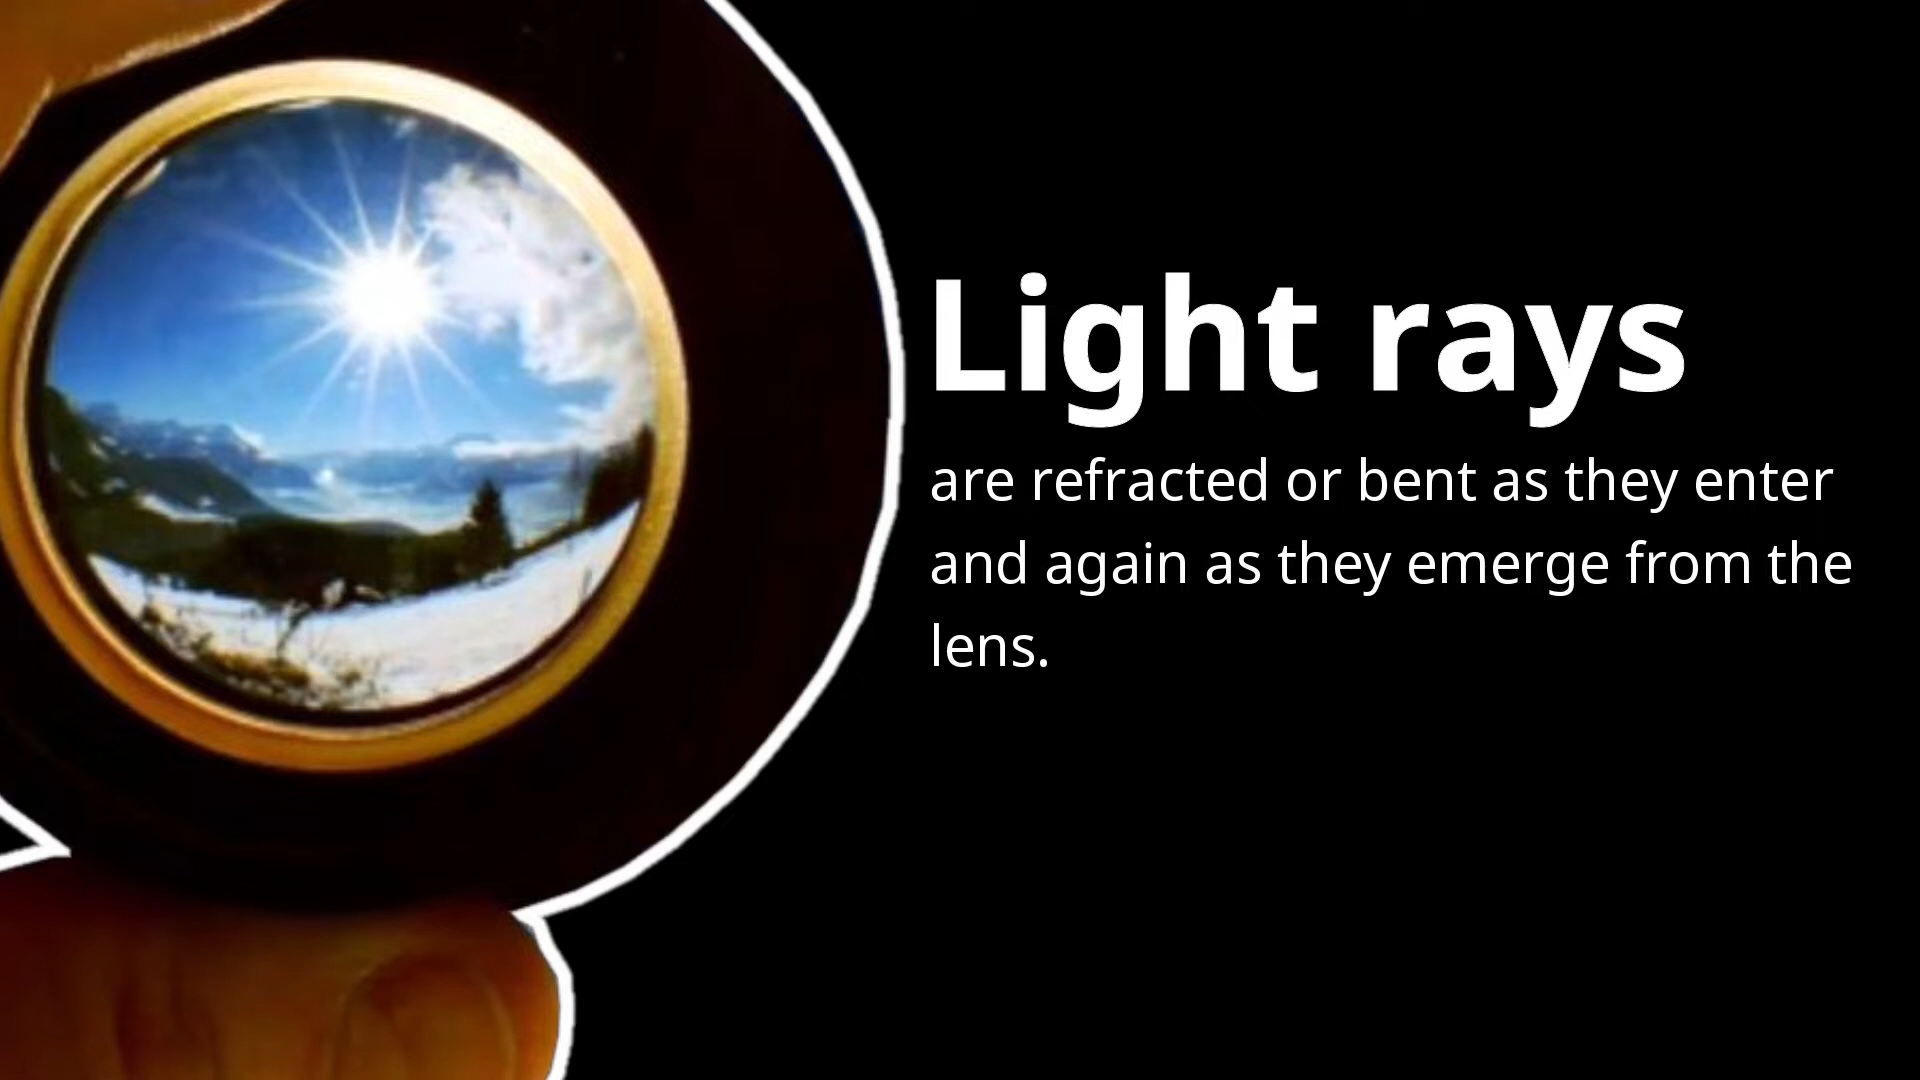 Light rays
are refracted or bent as they enter
and again as they emerge from the
lens.